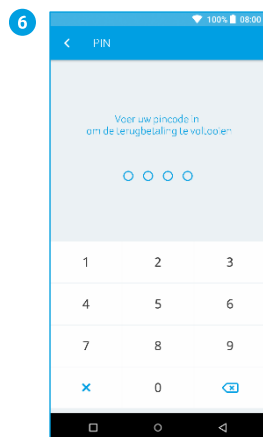 6
100% 08:00
PIN
Voer uw pincode in
om de terugbetaling te voltooien
1 2 3
4 5 6
7 8 9
0